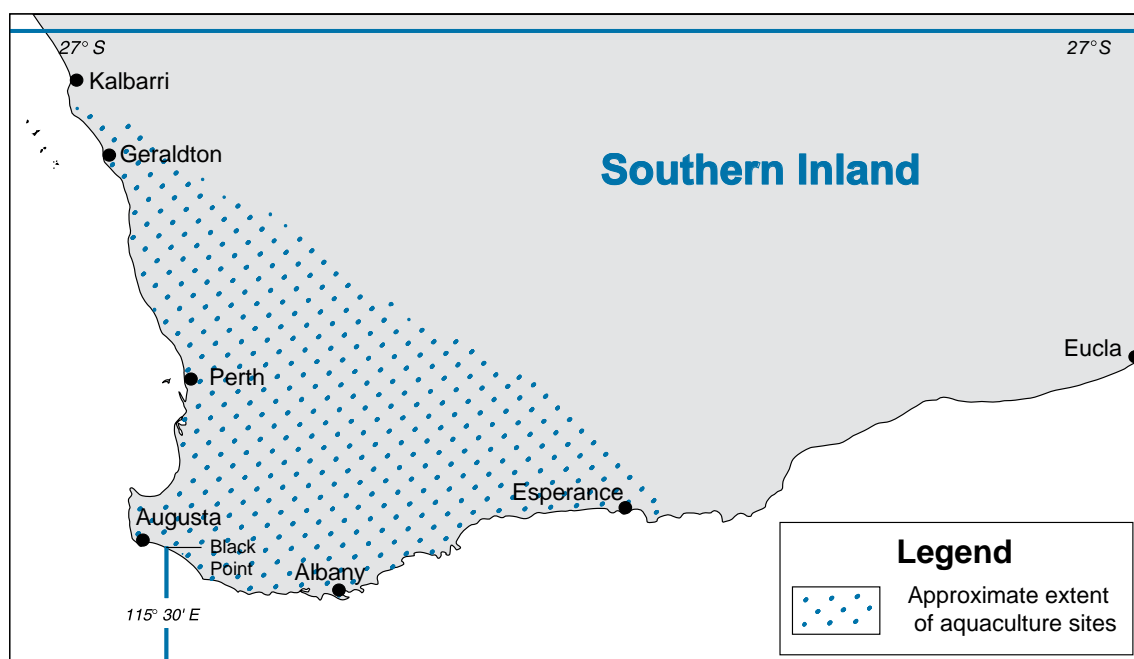 27° S
27° S
Kalbarri
Geraldton
Southern Inland
Eucla
Perth
Esperance
Augusta
Black
Point
Albany
115° 30' E
Legend
Approximate extent
of aquaculture sites